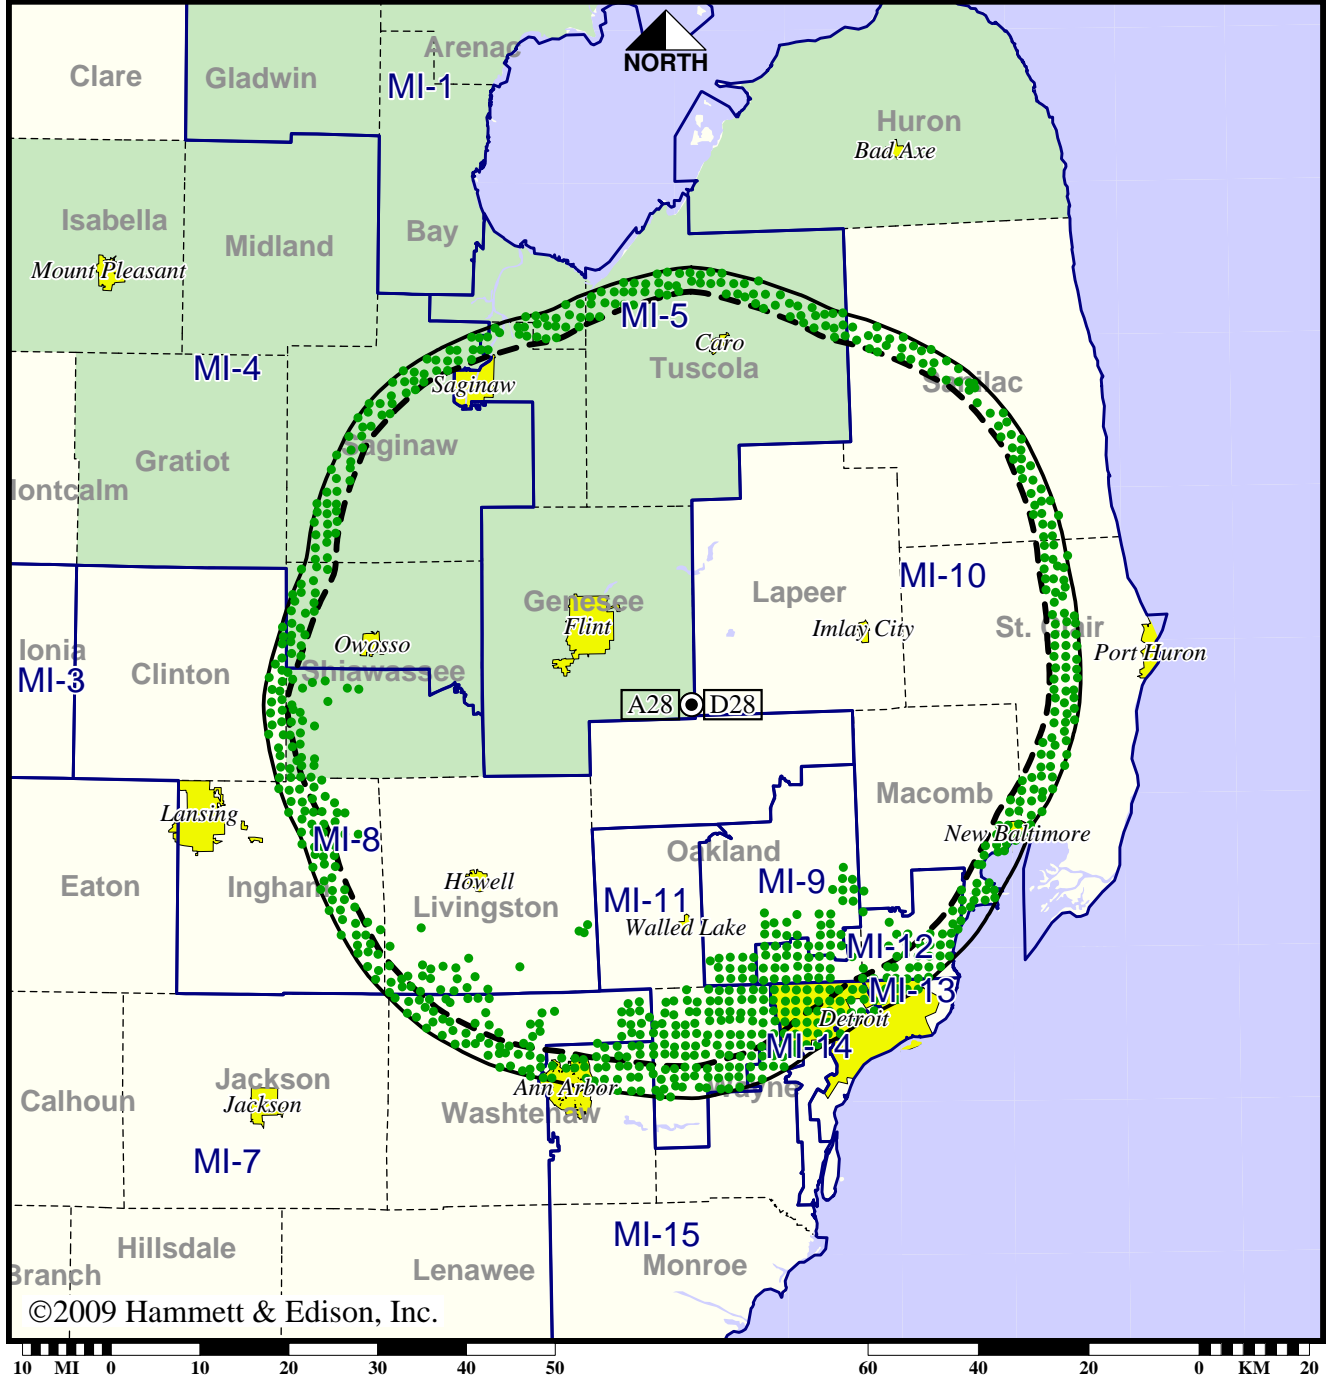 Clare
Gladwin
Arenac
MI-1
NORTH
Huron
Bad Axe
Isabella
Midland
Bay
Mount Pleasant
MI-5
Caro
Tuscola
MI-4
Saginaw
Sanilac
Saginaw
Gratiot
Montcalm
MI-10
Lapeer
Genesee
Flint
Imlay City
St. Clair
Port Huron
Ionia
MI-3
Clinton
Owosso
Shiawassee
A28
D28
Macomb
New Baltimore
Lansing
MI-8
Oakland
Eaton
Ingham
Howell
Livingston
MI-11
MI-9
Walled Lake
MI-12
MI-13
Detroit
MI-14
Jackson
Jackson
Calhoun
Ann Arbor
Washtenaw
Wayne
MI-7
MI-15
Hillsdale
Branch
Lenawee
Monroe
©2009 Hammett & Edison, Inc.
10 MI 0 10 20 30 40 50 60 40 20 0 KM 20